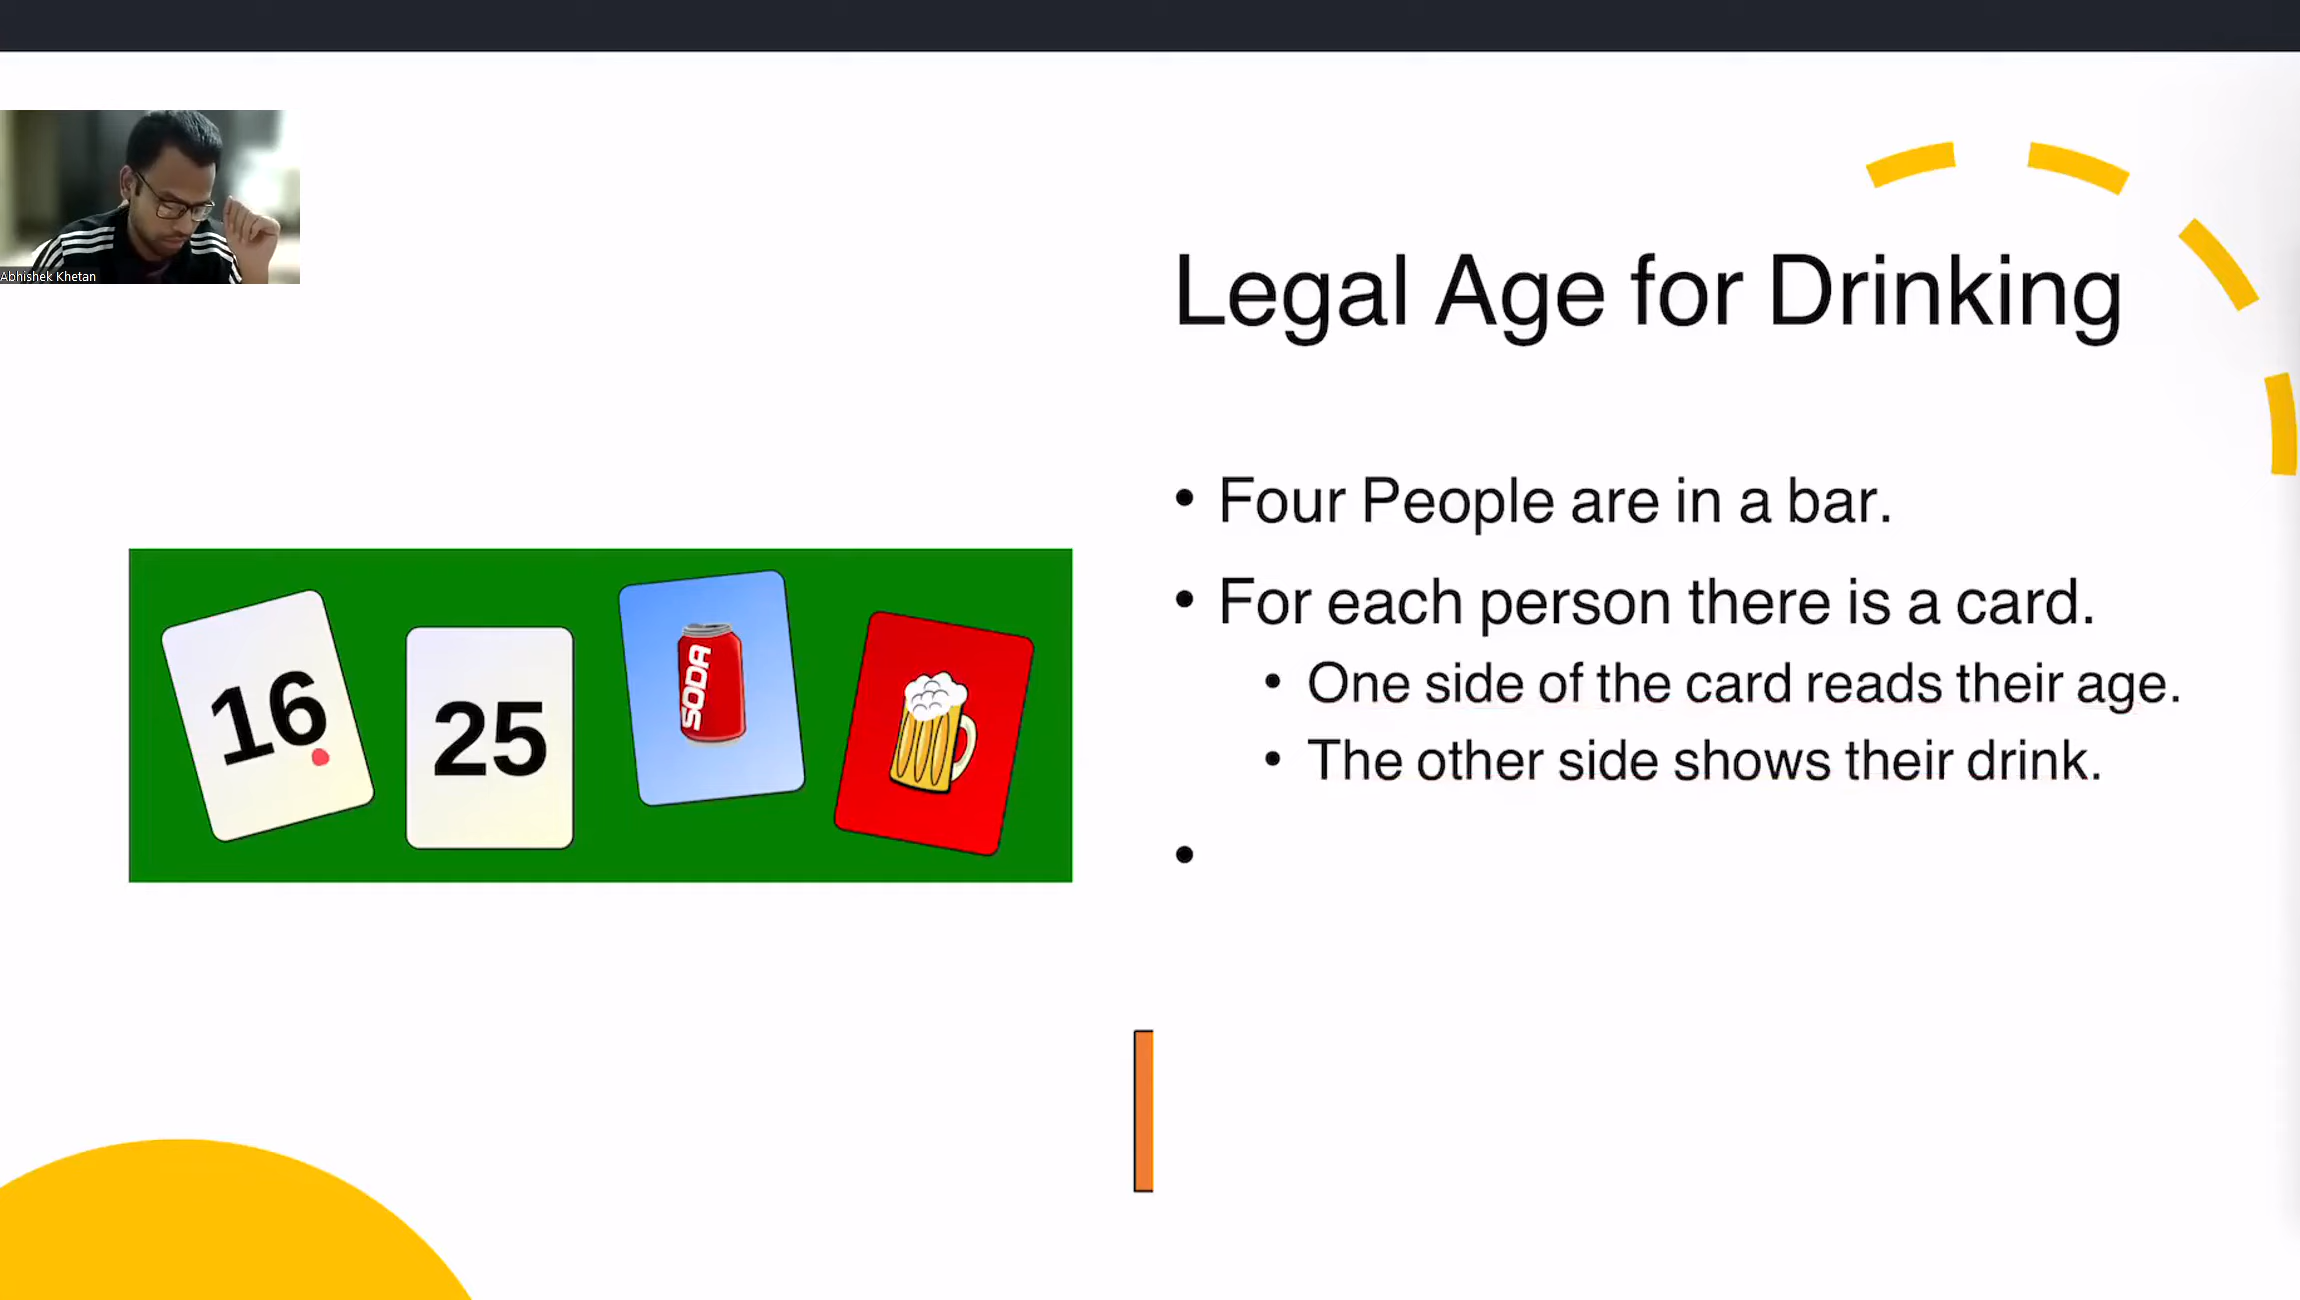 Abhishek Khetan
Legal Age for Drinking
• Four People are in a bar.
• For each person there is a card.
• One side of the card reads their age.
• The other side shows their drink.
•
16
25
SODA